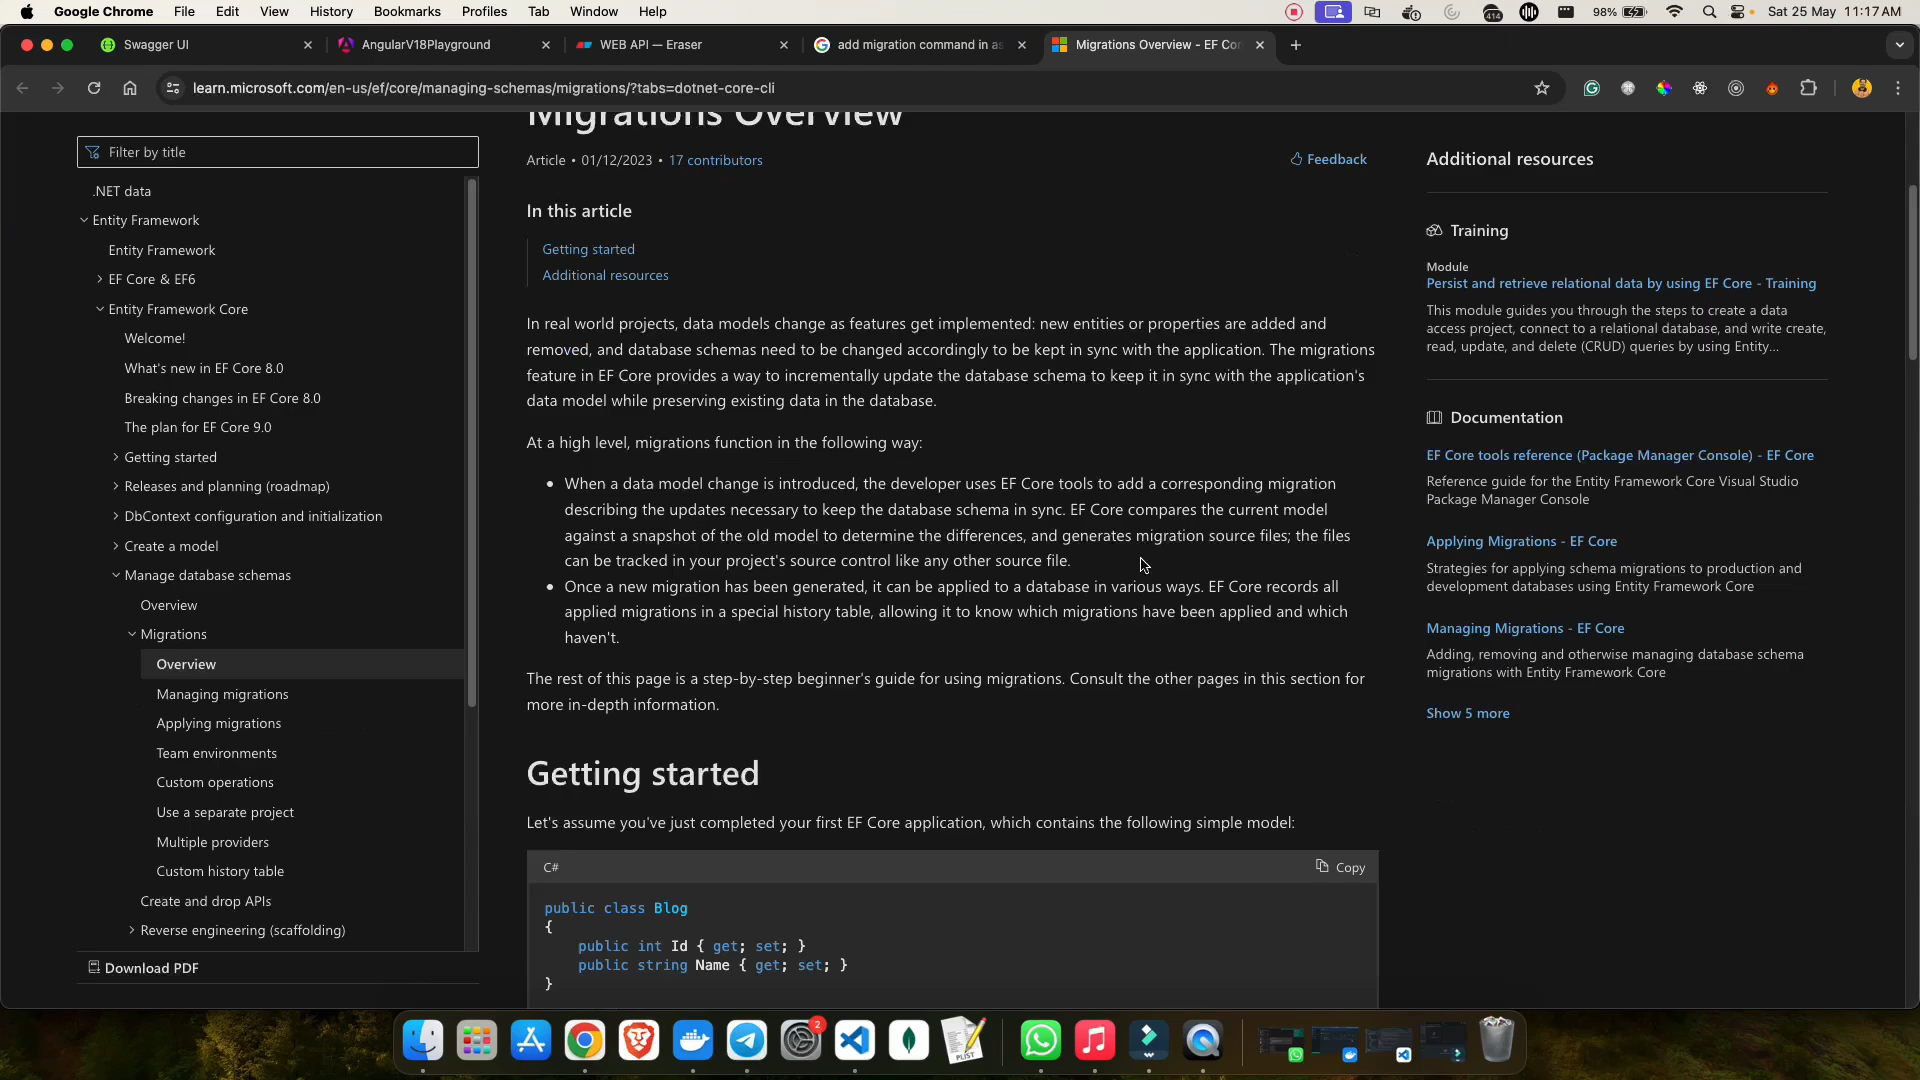 Google Chrome File Edit View History Bookmarks Profiles Tab Window Help 414 98% Sat 25 May 11:17 AM
Swagger UI AngularV18Playground WEB API — Eraser add migration command in as Migrations Overview - EF Co
learn.microsoft.com/en-us/ef/core/managing-schemas/migrations/?tabs=dotnet-core-cli
Filter by title
.NET data
Entity Framework
Entity Framework
EF Core & EF6
Entity Framework Core
Welcome!
What's new in EF Core 8.0
Breaking changes in EF Core 8.0
The plan for EF Core 9.0
Getting started
Releases and planning (roadmap)
DbContext configuration and initialization
Create a model
Manage database schemas
Overview
Migrations
Overview
Managing migrations
Applying migrations
Team environments
Custom operations
Use a separate project
Multiple providers
Custom history table
Create and drop APIs
Reverse engineering (scaffolding)
Download PDF
Migrations Overview
Article • 01/12/2023 • 17 contributors
Feedback
In this article
Getting started
Additional resources
In real world projects, data models change as features get implemented: new entities or properties are added and
removed, and database schemas need to be changed accordingly to be kept in sync with the application. The migrations
feature in EF Core provides a way to incrementally update the database schema to keep it in sync with the application's
data model while preserving existing data in the database.
At a high level, migrations function in the following way:
• When a data model change is introduced, the developer uses EF Core tools to add a corresponding migration
describing the updates necessary to keep the database schema in sync. EF Core compares the current model
against a snapshot of the old model to determine the differences, and generates migration source files; the files
can be tracked in your project's source control like any other source file.
• Once a new migration has been generated, it can be applied to a database in various ways. EF Core records all
applied migrations in a special history table, allowing it to know which migrations have been applied and which
haven't.
The rest of this page is a step-by-step beginner's guide for using migrations. Consult the other pages in this section for
more in-depth information.
Getting started
Let's assume you've just completed your first EF Core application, which contains the following simple model:
C#
Copy
public class Blog
{
public int Id { get; set; }
public string Name { get; set; }
}
Additional resources
Training
Module
Persist and retrieve relational data by using EF Core - Training
This module guides you through the steps to create a data
access project, connect to a relational database, and write create,
read, update, and delete (CRUD) queries by using Entity...
Documentation
EF Core tools reference (Package Manager Console) - EF Core
Reference guide for the Entity Framework Core Visual Studio
Package Manager Console
Applying Migrations - EF Core
Strategies for applying schema migrations to production and
development databases using Entity Framework Core
Managing Migrations - EF Core
Adding, removing and otherwise managing database schema
migrations with Entity Framework Core
Show 5 more
2
PLIST